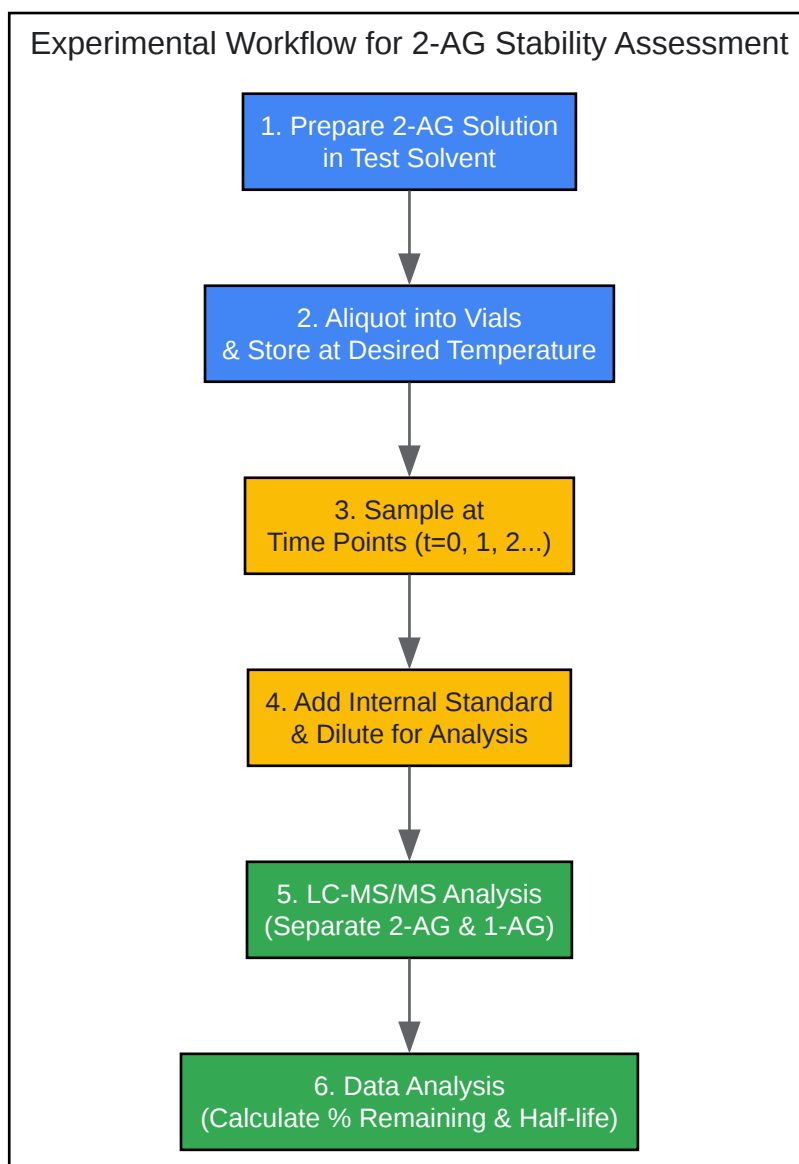 Experimental Workflow for 2-AG Stability Assessment
1. Prepare 2-AG Solution
in Test Solvent
2. Aliquot into Vials
& Store at Desired Temperature
3. Sample at
Time Points (t=0, 1, 2...)
4. Add Internal Standard
& Dilute for Analysis
5. LC-MS/MS Analysis
(Separate 2-AG & 1-AG)
6. Data Analysis
(Calculate % Remaining & Half-life)